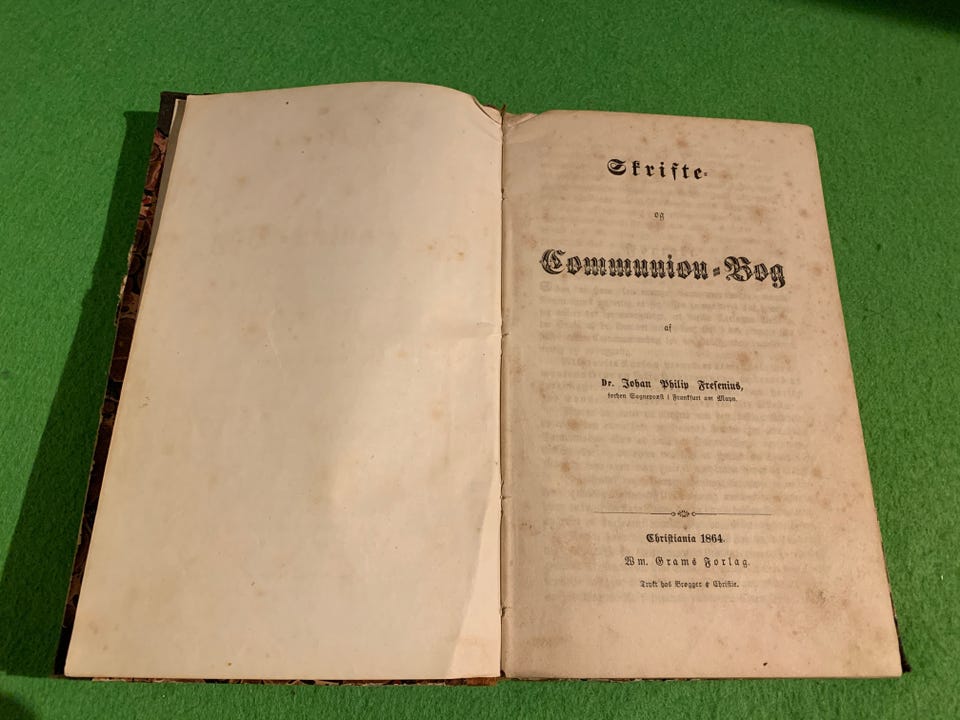 Skrifte-
og
Communion-Bog
af
Dr. Johan Philip Fresenius,
forhen Sognepræst i Frankfurt am Mayn.
Christiania 1864.
Wm. Grams Forlag.
Trykt hos Brøgger & Christie.